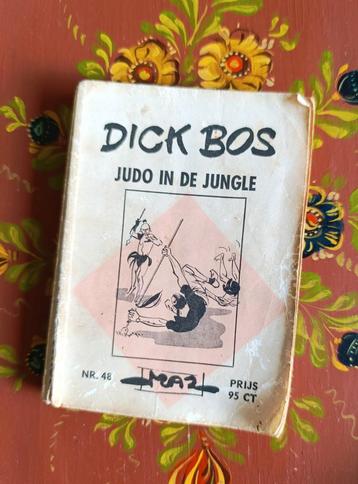 DICK BOS
JUDO IN DE JUNGLE
NR. 48
MAZ
PRIJS
95 CT